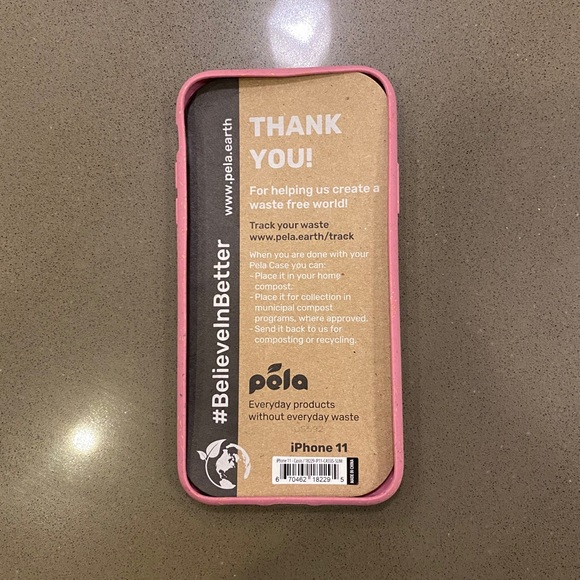 THANK
YOU!
For helping us create a
waste free world!
Track your waste
www.pela.earth/track
When you are done with your
Pela Case you can:
- Place it in your home
compost.
- Place it for collection in
municipal compost
programs, where approved.
- Send it back to us for
composting or recycling.
pela
Everyday products
without everyday waste
iPhone 11
6 70462 18229 5
MADE IN CHINA
#BelieveInBetter
www.pela.earth